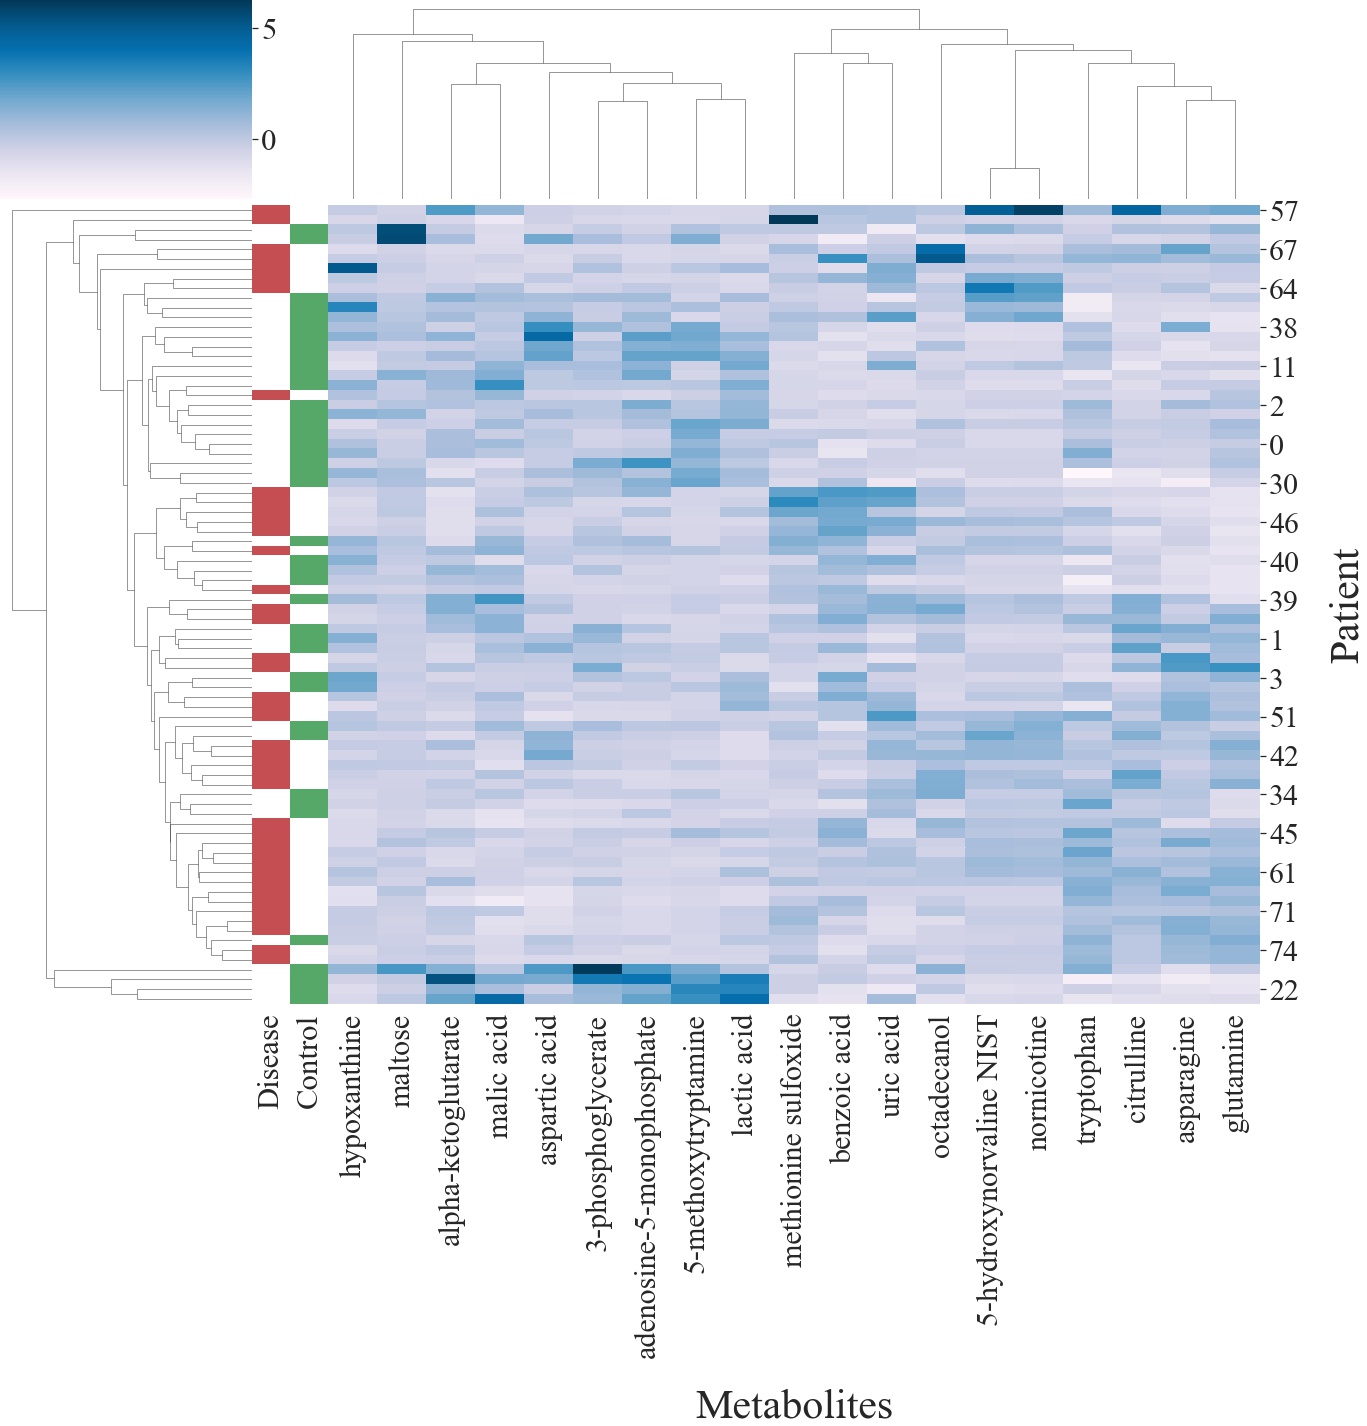 5
0
57
67
64
38
11
2
0
30
46
40
39
1
3
51
42
34
45
61
71
74
22
Patient
Disease
Control
hypoxanthine
maltose
alpha-ketoglutarate
malic acid
aspartic acid
3-phosphoglycerate
adenosine-5-monophosphate
5-methoxytryptamine
lactic acid
methionine sulfoxide
benzoic acid
uric acid
octadecanol
5-hydroxynorvaline NIST
nornicotine
tryptophan
citrulline
asparagine
glutamine
Metabolites